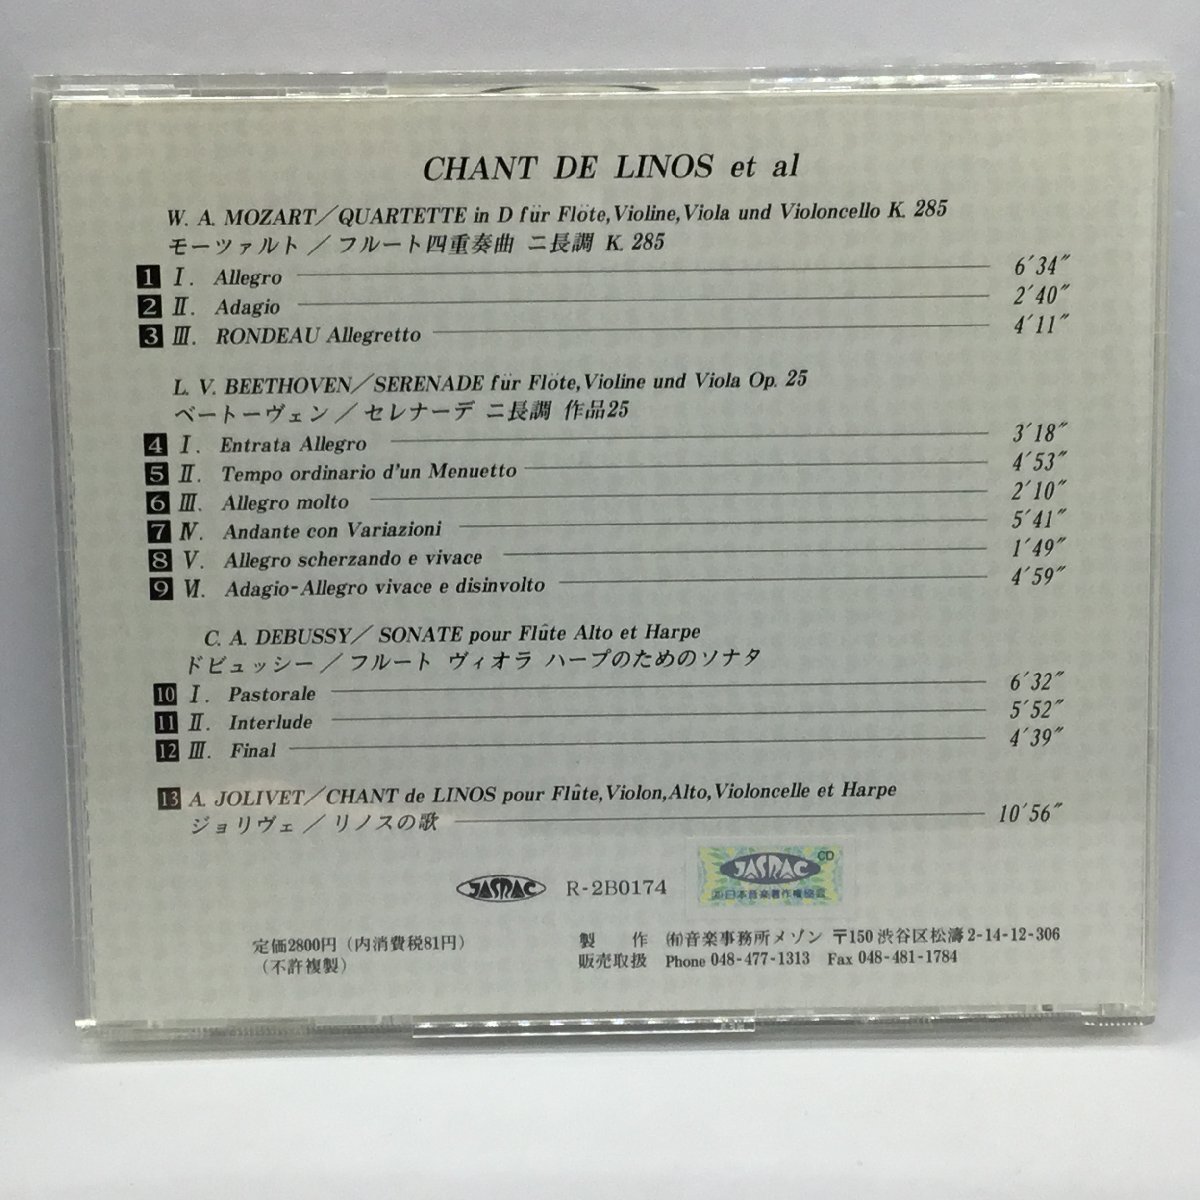 CHANT DE LINOS et al
W. A. MOZART／QUARTETTE in D für Flöte, Violine, Viola und Violoncello K. 285
モーツァルト ／ フルート四重奏曲 ニ長調 K. 285
1 Ⅰ. Allegro 6′34″
2 Ⅱ. Adagio 2′40″
3 Ⅲ. RONDEAU Allegretto 4′11″
L. V. BEETHOVEN／SERENADE für Flöte, Violine und Viola Op. 25
ベートーヴェン ／ セレナーデ ニ長調 作品25
4 Ⅰ. Entrata Allegro 3′18″
5 Ⅱ. Tempo ordinario d'un Menuetto 4′53″
6 Ⅲ. Allegro molto 2′10″
7 Ⅳ. Andante con Variazioni 5′41″
8 Ⅴ. Allegro scherzando e vivace 1′49″
9 Ⅵ. Adagio-Allegro vivace e disinvolto 4′59″
C. A. DEBUSSY／ SONATE pour Flûte Alto et Harpe
ドビュッシー ／ フルート ヴィオラ ハープのためのソナタ
10 Ⅰ. Pastorale 6′32″
11 Ⅱ. Interlude 5′52″
12 Ⅲ. Final 4′39″
13 A. JOLIVET／CHANT de LINOS pour Flûte, Violon, Alto, Violoncelle et Harpe
ジョリヴェ ／ リノスの歌 10′56″
JASRAC R-2B0174 JASRAC CD
(社)日本音楽著作権協会
定価2800円（内消費税81円） 製 作 ㈲音楽事務所メゾン 〒150 渋谷区松濤 2-14-12-306
（不許複製） 販売取扱 Phone 048-477-1313 Fax 048-481-1784